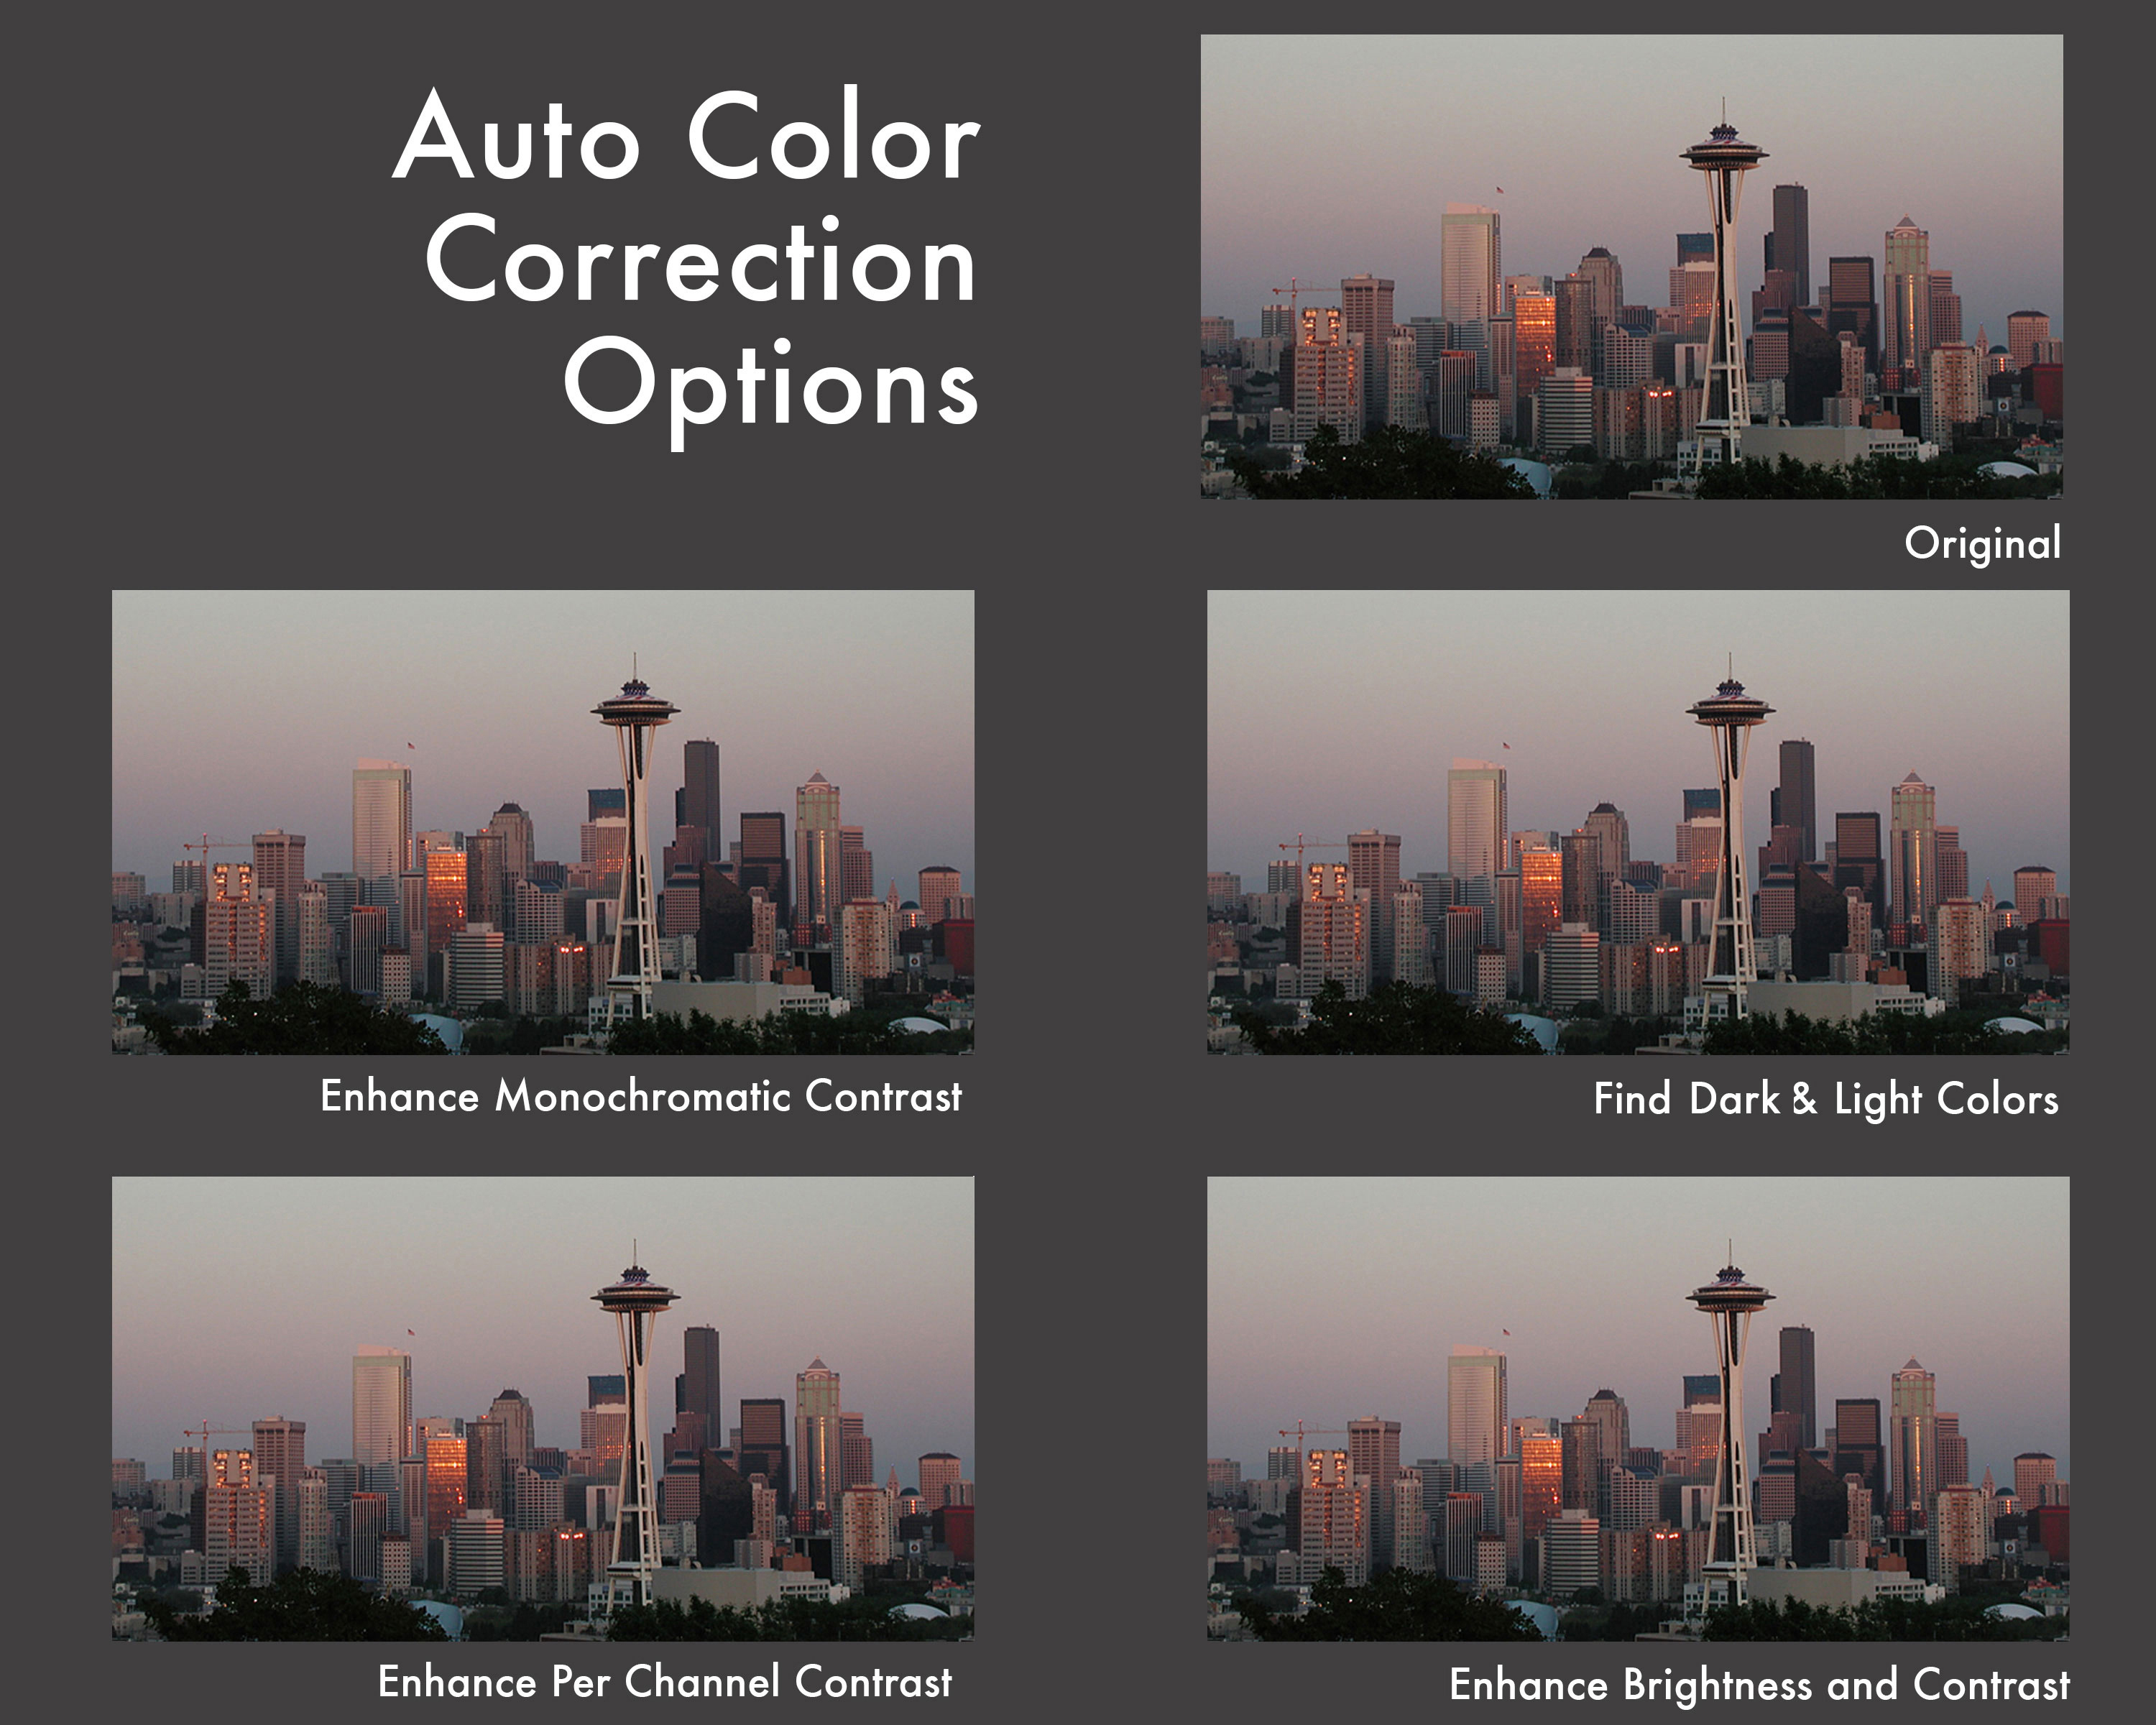 Auto Color
Correction
Options
Original
Enhance Monochromatic Contrast
Find Dark & Light Colors
Enhance Per Channel Contrast
Enhance Brightness and Contrast